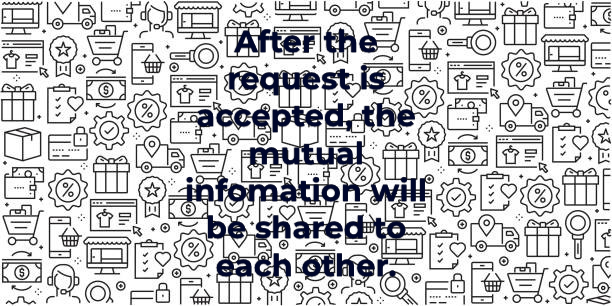 After the
request is
accepted, the
mutual
infomation will
be shared to
each other.